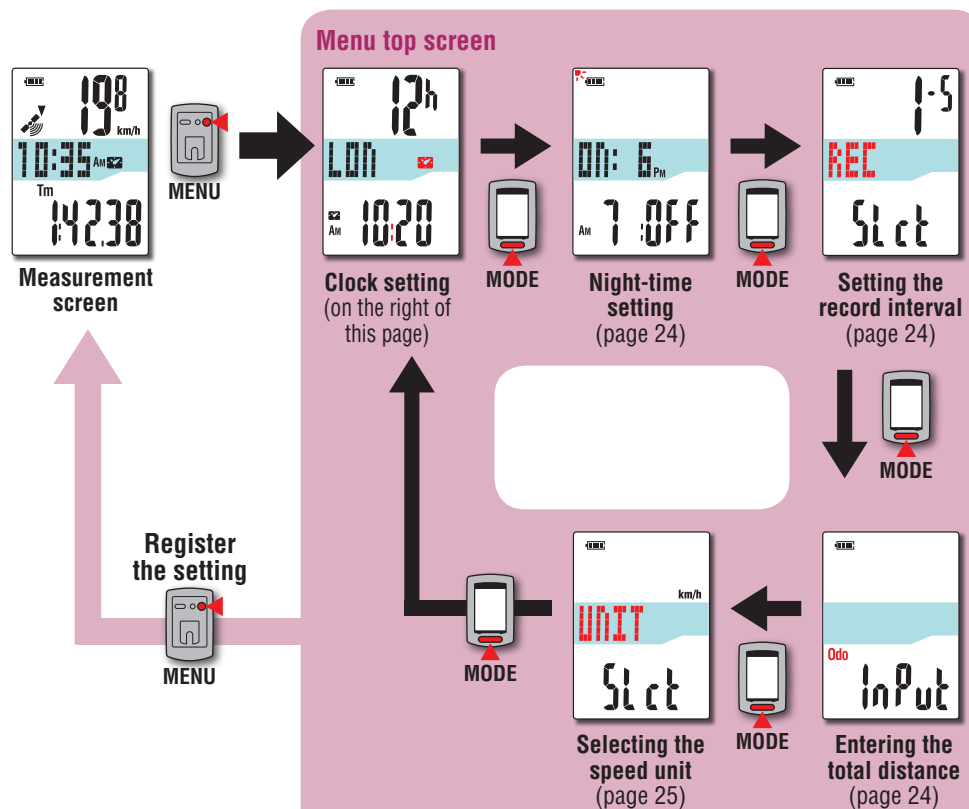 Menu top screen
19.8
km/h
10:35 AM
Tm
1:42.38
Measurement
screen
MENU
12h
LON
AM 10:20
Clock setting
(on the right of
this page)
MODE
ON: 6 PM
AM 7 :OFF
Night-time
setting
(page 24)
MODE
1-S
REC
SLct
Setting the
record interval
(page 24)
MODE
Odo
InPut
Entering the
total distance
(page 24)
MODE
km/h
UNIT
SLct
Selecting the
speed unit
(page 25)
MODE
Register
the setting
MENU